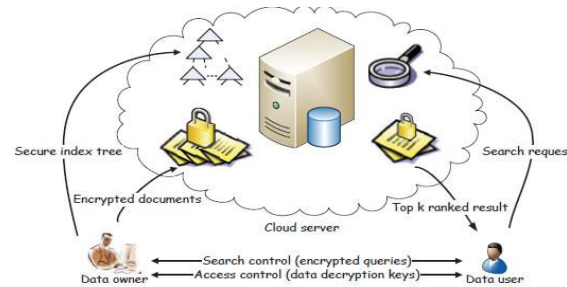 Secure index tree
Search reques
Encrypted documents
Top k ranked result
Cloud server
Search control (encrypted queries)
Access control (data decryption keys)
Data owner
Data user